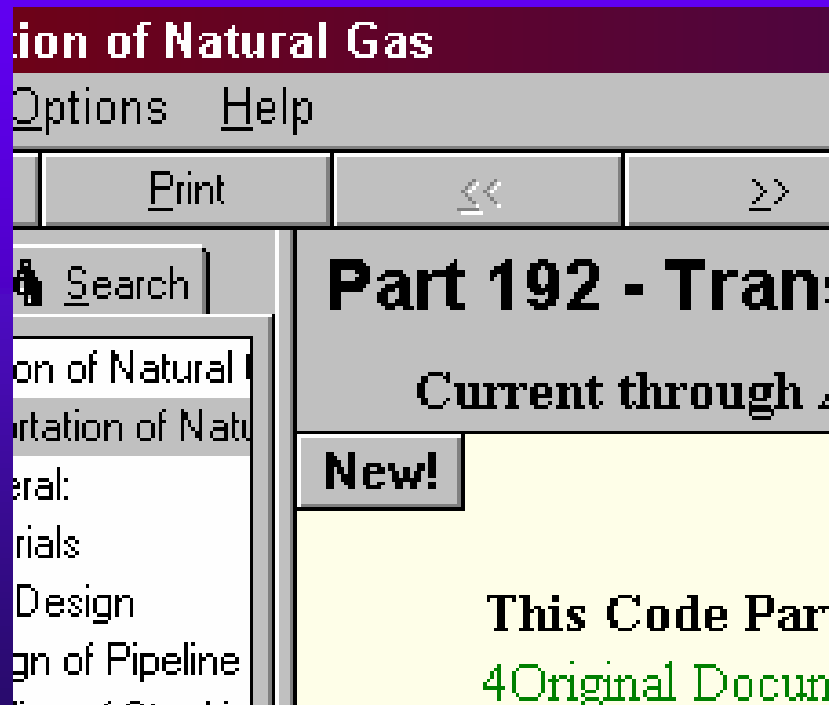 tion of Natural Gas
Options Help
Print << >>
Search
Part 192 - Trans
on of Natural
Current through
rtation of Natu
New!
eral:
rials
Design
This Code Par
gn of Pipeline
4Original Docum